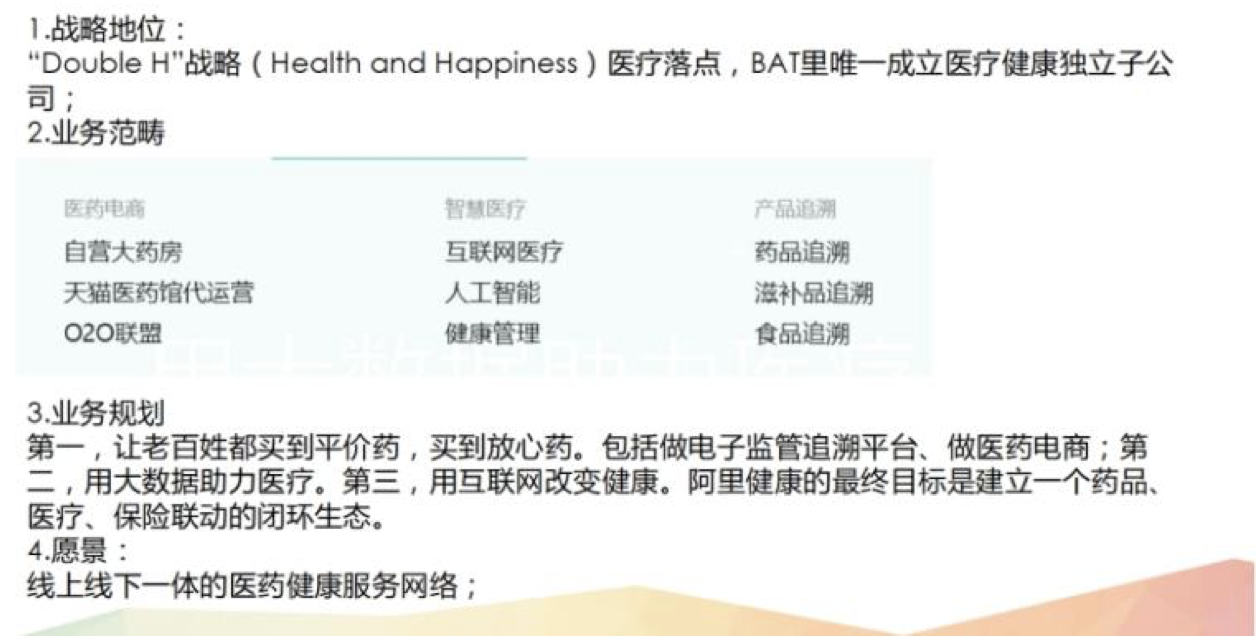 1.战略地位：
“Double H”战略（Health and Happiness）医疗落点，BAT里唯一成立医疗健康独立子公
司；
2.业务范畴
医药电商 智慧医疗 产品追溯
自营大药房 互联网医疗 药品追溯
天猫医药馆代运营 人工智能 滋补品追溯
O2O联盟 健康管理 食品追溯
3.业务规划
第一，让老百姓都买到平价药，买到放心药。包括做电子监管追溯平台、做医药电商；第
二，用大数据助力医疗。第三，用互联网改变健康。阿里健康的最终目标是建立一个药品、
医疗、保险联动的闭环生态。
4.愿景：
线上线下一体的医药健康服务网络；